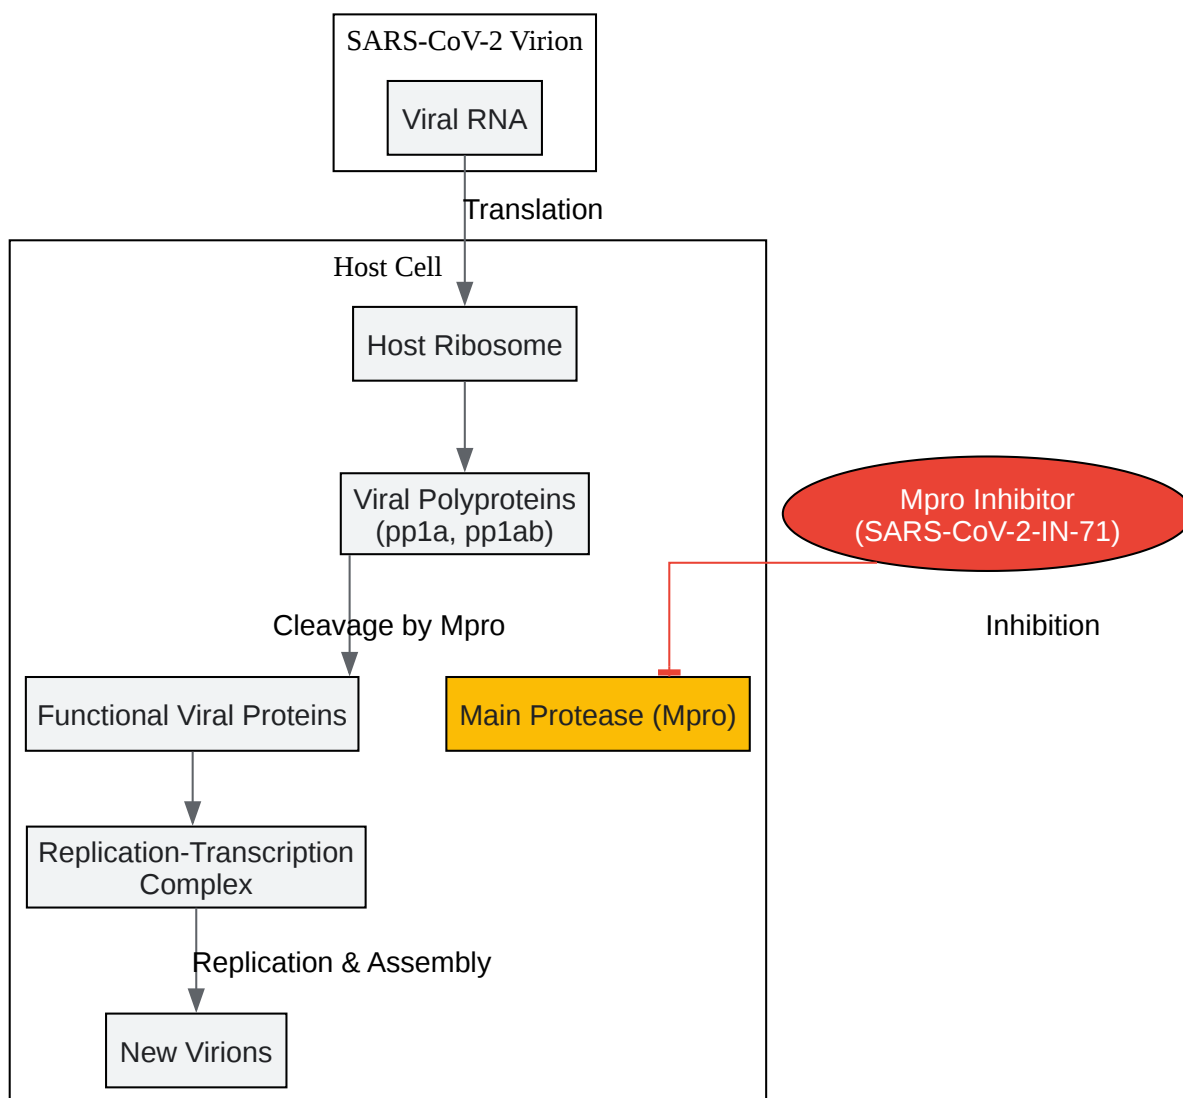 SARS-CoV-2 Virion
Viral RNA
Translation
Host Cell
Host Ribosome
Viral Polyproteins
(pp1a, pp1ab)
Mpro Inhibitor
(SARS-CoV-2-IN-71)
Cleavage by Mpro
Inhibition
Functional Viral Proteins
Main Protease (Mpro)
Replication-Transcription
Complex
Replication & Assembly
New Virions